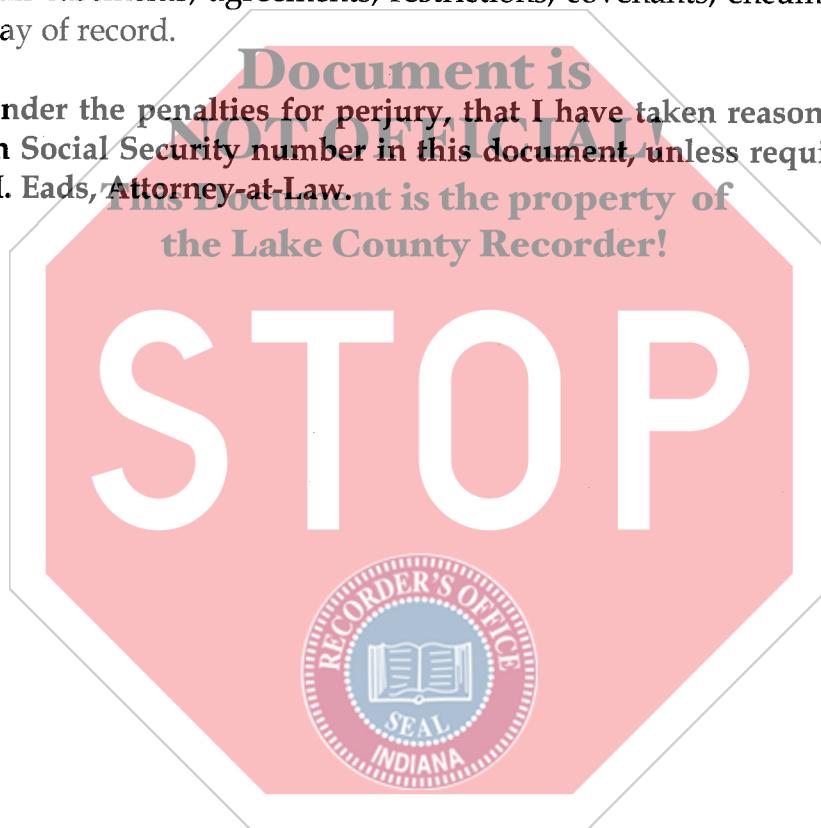 ay of record.
Document is
nder the penalties for perjury, that I have taken reason
NOT OFFICIAL!
n Social Security number in this document, unless requi
I. Eads, Attorney-at-Law.
This Document is the property of
the Lake County Recorder!
STOP
RECORDER'S OFFICE
SEAL
INDIANA